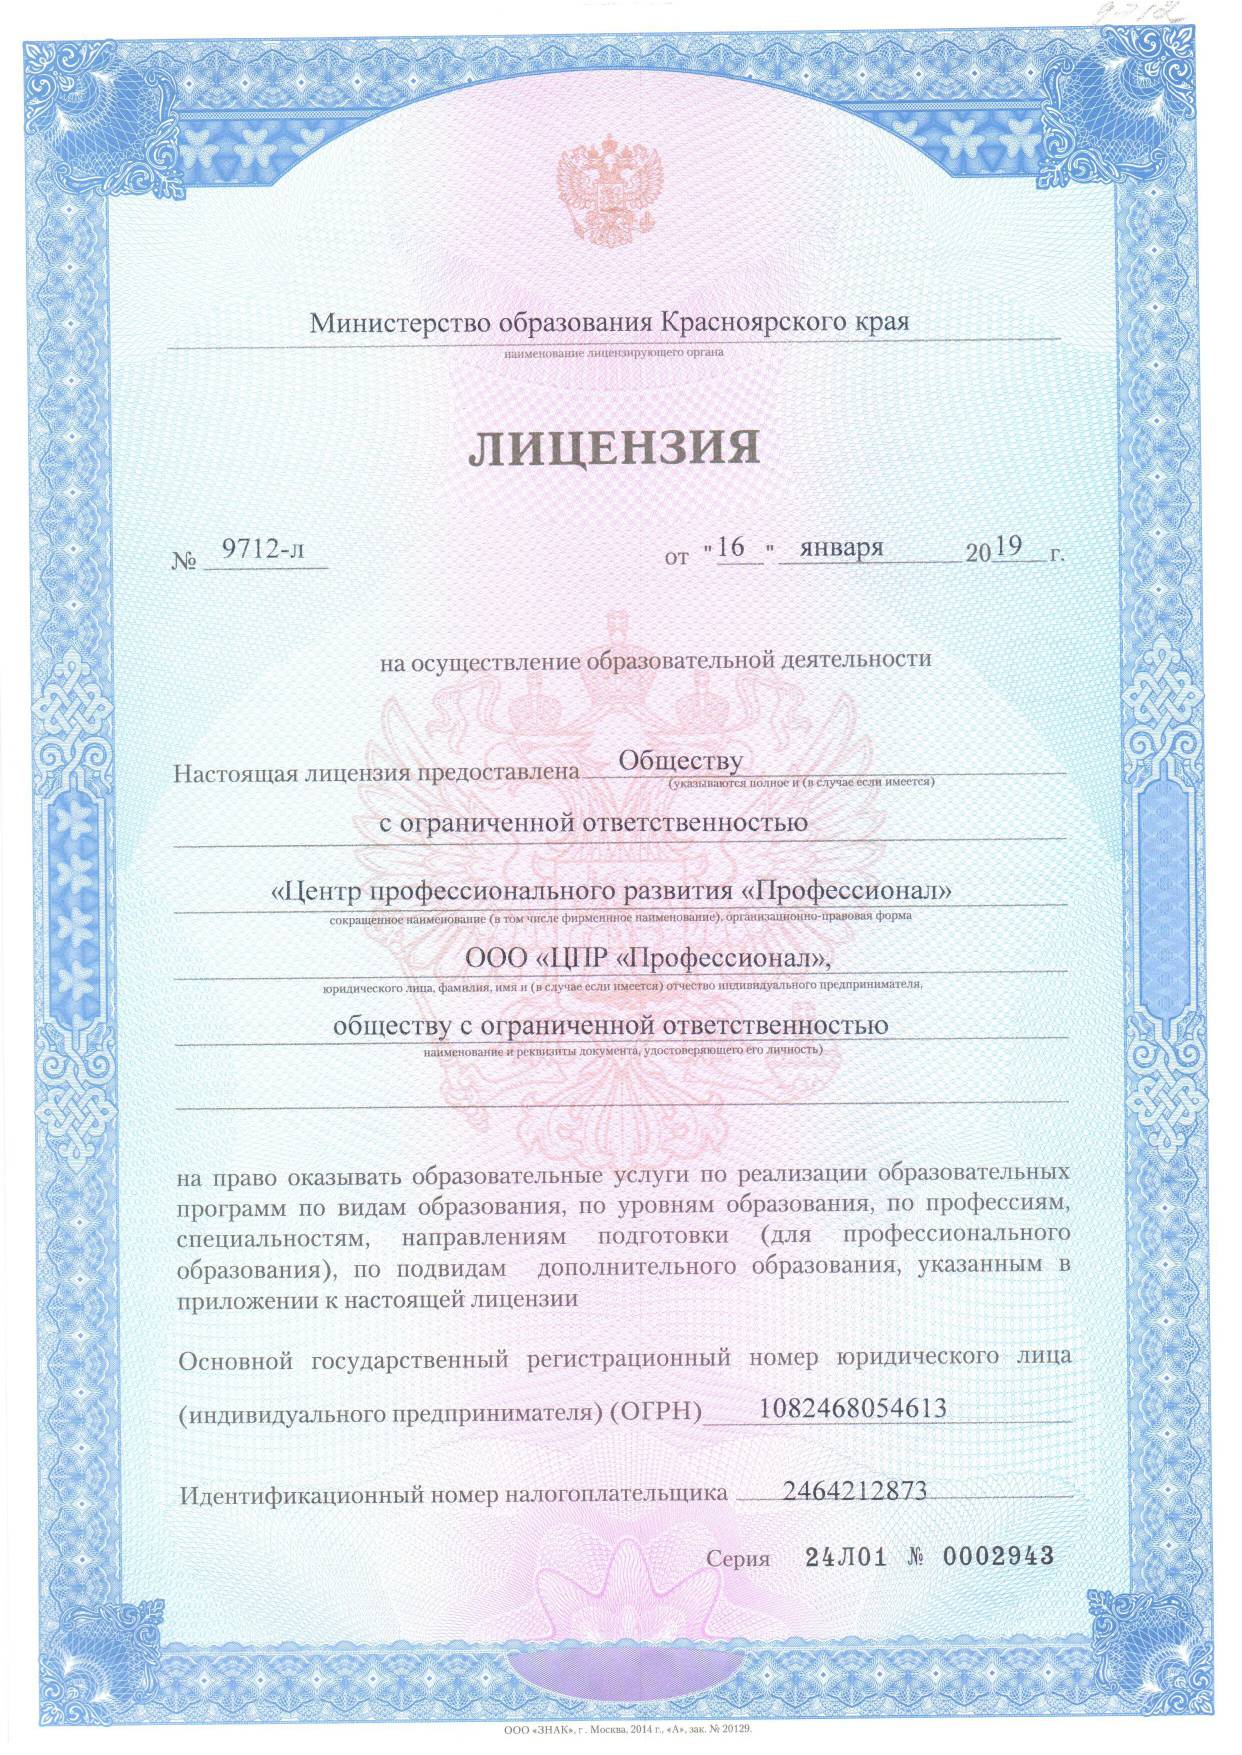 Министерство образования Красноярского края
наименование лицензирующего органа
ЛИЦЕНЗИЯ
№ 9712-л от "16" января 2019 г.
на осуществление образовательной деятельности
Настоящая лицензия предоставлена Обществу
(указываются полное и (в случае если имеется)
с ограниченной ответственностью
«Центр профессионального развития «Профессионал»
сокращенное наименование (в том числе фирменное наименование), организационно-правовая форма
ООО «ЦПР «Профессионал»,
юридического лица, фамилия, имя и (в случае если имеется) отчество индивидуального предпринимателя,
обществу с ограниченной ответственностью
наименование и реквизиты документа, удостоверяющего его личность)
на право оказывать образовательные услуги по реализации образовательных
программ по видам образования, по уровням образования, по профессиям,
специальностям, направлениям подготовки (для профессионального
образования), по подвидам дополнительного образования, указанным в
приложении к настоящей лицензии
Основной государственный регистрационный номер юридического лица
(индивидуального предпринимателя) (ОГРН) 1082468054613
Идентификационный номер налогоплательщика 2464212873
Серия 24Л01 № 0002943
ООО «ЗНАК», г. Москва, 2014 г., «А», зак. № 20129.